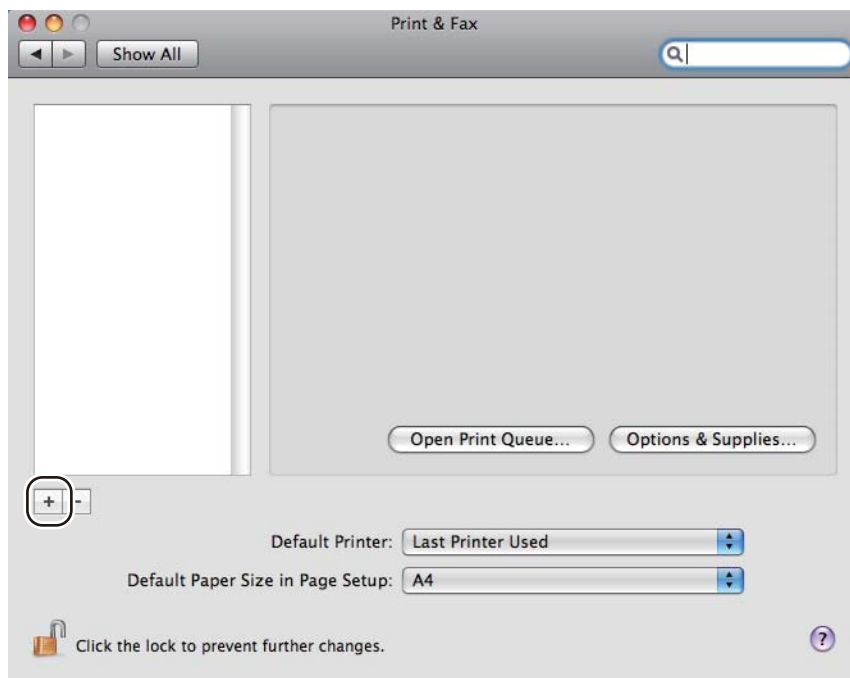 Print & Fax
Show All
Open Print Queue... Options & Supplies...
+ -
Default Printer: Last Printer Used
Default Paper Size in Page Setup: A4
Click the lock to prevent further changes. ?